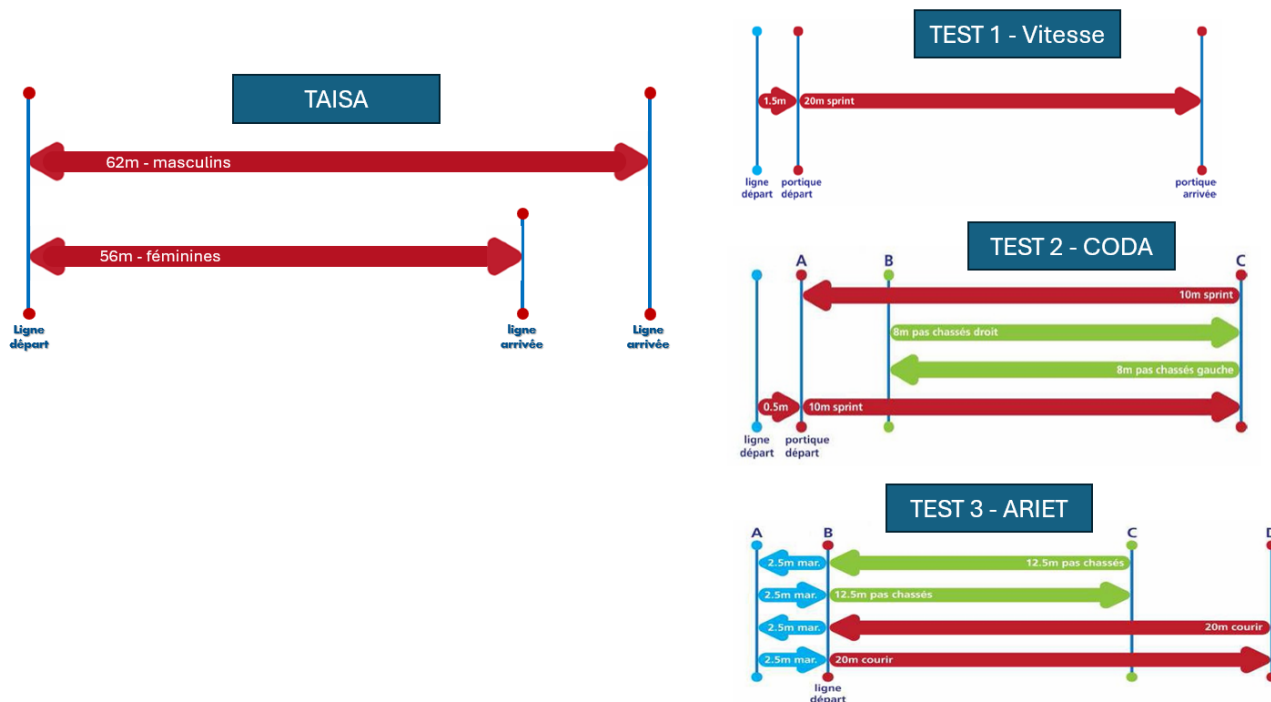 TAISA
62m - masculins
56m - féminines
Ligne
départ
ligne
arrivée
Ligne
arrivée
TEST 1 - Vitesse
1.5m
20m sprint
ligne
départ
portique
départ
portique
arrivée
TEST 2 - CODA
A
B
C
10m sprint
8m pas chassés droit
8m pas chassés gauche
0.5m
10m sprint
ligne
départ
portique
départ
TEST 3 - ARIET
A
B
C
D
2.5m mar.
12.5m pas chassés
2.5m mar.
12.5m pas chassés
2.5m mar.
20m courir
2.5m mar.
20m courir
ligne
départ